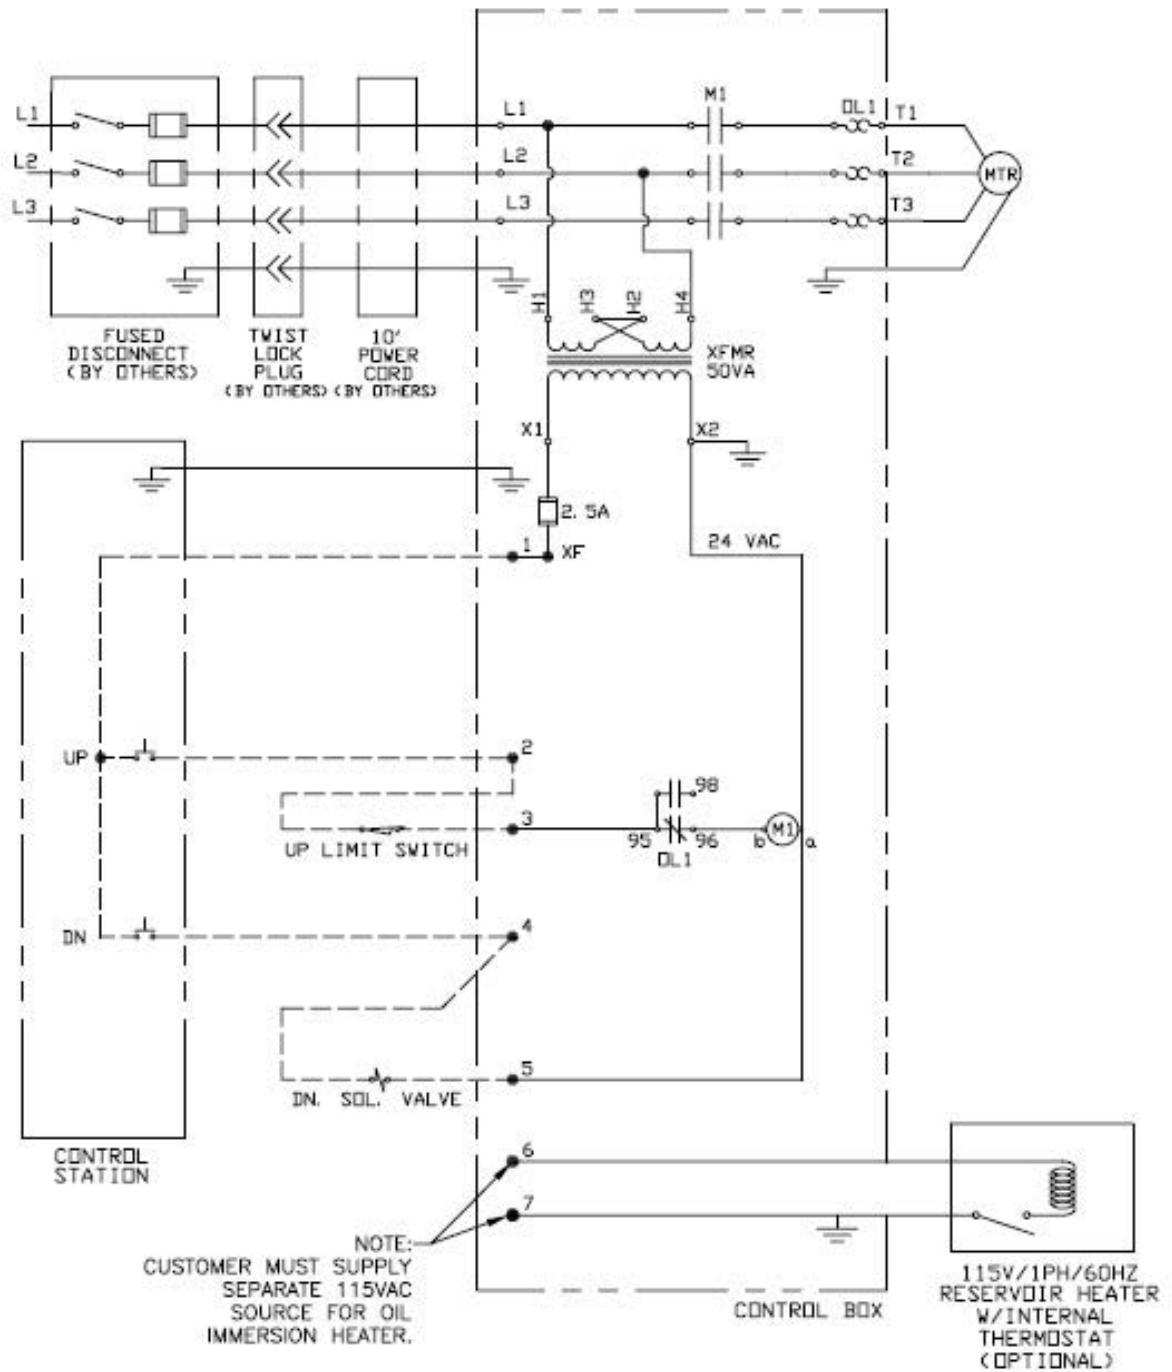 L1
L2
L3
FUSED
DISCONNECT
(BY OTHERS)
TWIST
LOCK
PLUG
(BY OTHERS)
10'
POWER
CORD
(BY OTHERS)
L1
L2
L3
M1
OL1
T1
T2
T3
MTR
H1
H3
H2
H4
XFMR
50VA
X1
X2
2.5A
1
XF
24 VAC
UP
2
3
UP LIMIT SWITCH
98
95
96
OL1
b
M1
a
DN
4
5
DN. SOL. VALVE
CONTROL
STATION
6
7
NOTE:
CUSTOMER MUST SUPPLY
SEPARATE 115VAC
SOURCE FOR OIL
IMMERSION HEATER.
CONTROL BOX
115V/1PH/60HZ
RESERVOIR HEATER
W/INTERNAL
THERMOSTAT
(OPTIONAL)